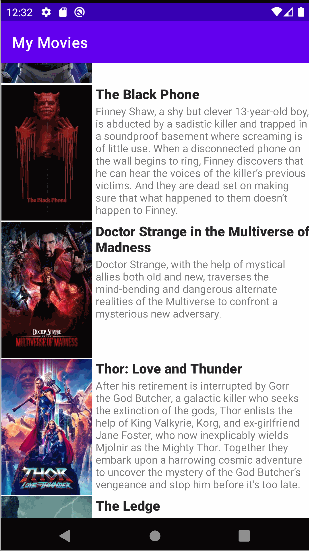 12:32
My Movies
The Black Phone
Finney Shaw, a shy but clever 13-year-old boy,
is abducted by a sadistic killer and trapped in
a soundproof basement where screaming is
of little use. When a disconnected phone on
the wall begins to ring, Finney discovers that
he can hear the voices of the killer's previous
victims. And they are dead set on making
sure that what happened to them doesn't
happen to Finney.
The Black Phone
Doctor Strange in the Multiverse of
Madness
Doctor Strange, with the help of mystical
allies both old and new, traverses the
mind-bending and dangerous alternate
realities of the Multiverse to confront a
mysterious new adversary.
DOCTOR STRANGE
MULTIVERSE OF MADNESS
Thor: Love and Thunder
After his retirement is interrupted by Gorr
the God Butcher, a galactic killer who seeks
the extinction of the gods, Thor enlists the
help of King Valkyrie, Korg, and ex-girlfriend
Jane Foster, who now inexplicably wields
Mjolnir as the Mighty Thor. Together they
embark upon a harrowing cosmic adventure
to uncover the mystery of the God Butcher's
vengeance and stop him before it's too late.
THOR
LOVE AND THUNDER
The Ledge